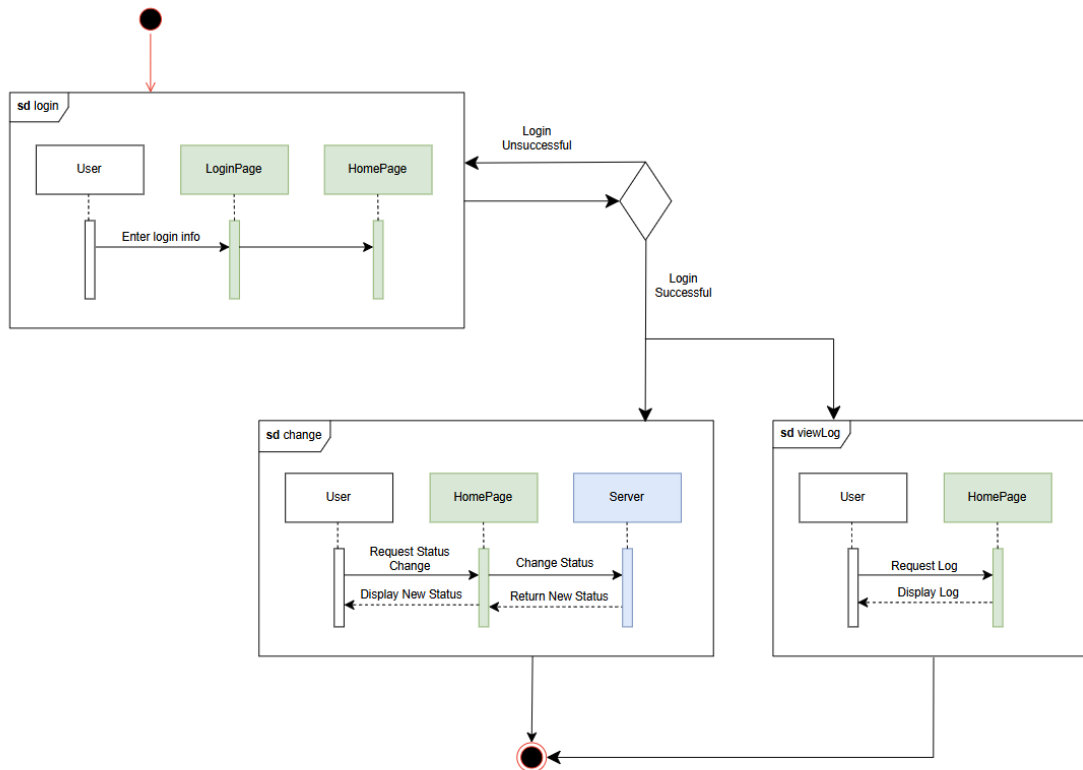 sd login
User
LoginPage
HomePage
Enter login info
Login
Unsuccessful
Login
Successful
sd change
User
HomePage
Server
Request Status
Change
Change Status
Display New Status
Return New Status
sd viewLog
User
HomePage
Request Log
Display Log